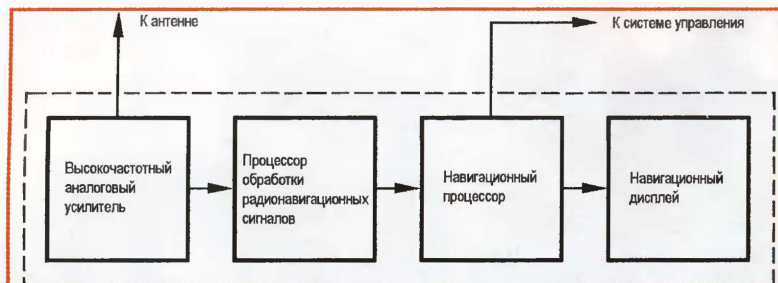 К антенне
К системе управления
Высокочастотный
аналоговый
усилитель
Процессор
обработки
радионавигационных
сигналов
Навигационный
процессор
Навигационный
дисплей